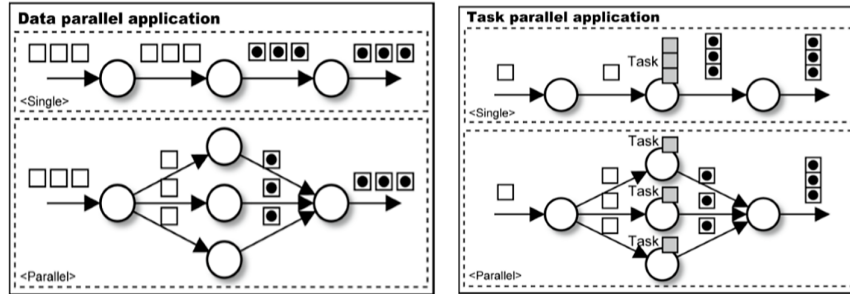 Data parallel application
<Single>
<Parallel>
Task parallel application
Task
<Single>
Task
Task
Task
<Parallel>